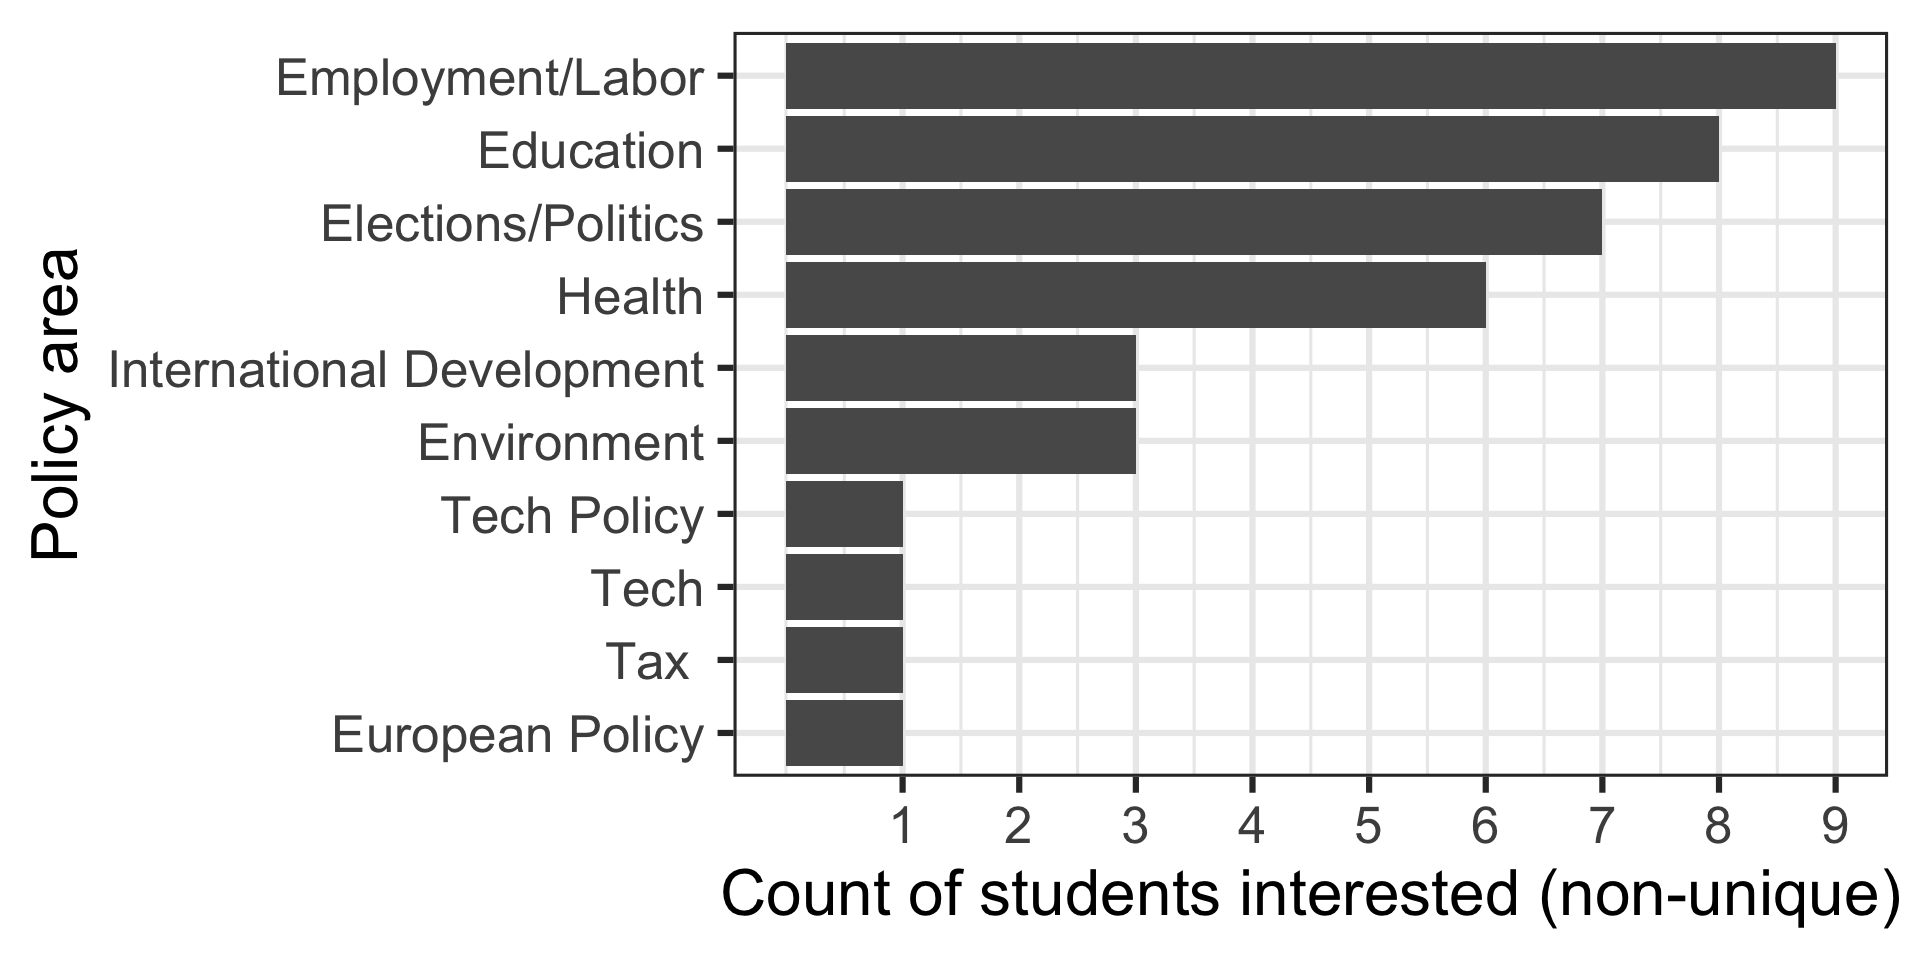 Policy area
Employment/Labor
Education
Elections/Politics
Health
International Development
Environment
Tech Policy
Tech
Tax
European Policy
1 2 3 4 5 6 7 8 9
Count of students interested (non-unique)